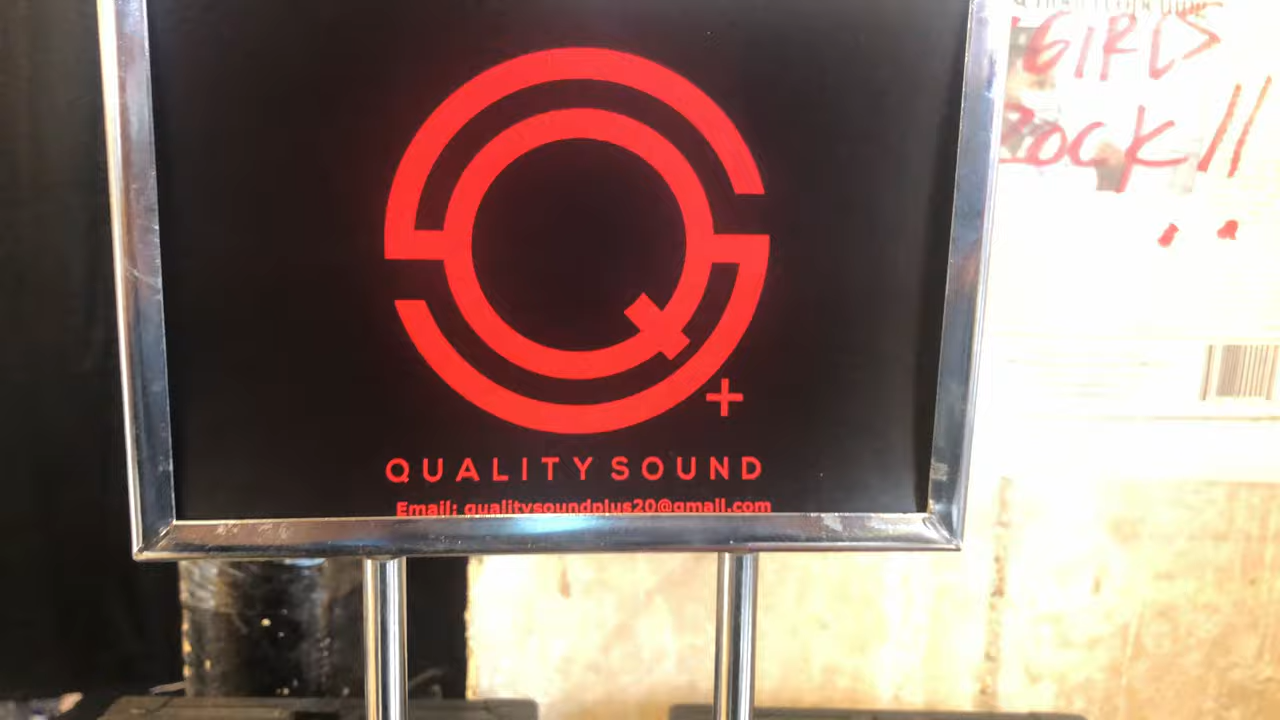 GIRLS
ROCK!!
+
QUALITY SOUND
Email: qualitysoundplus20@gmail.com